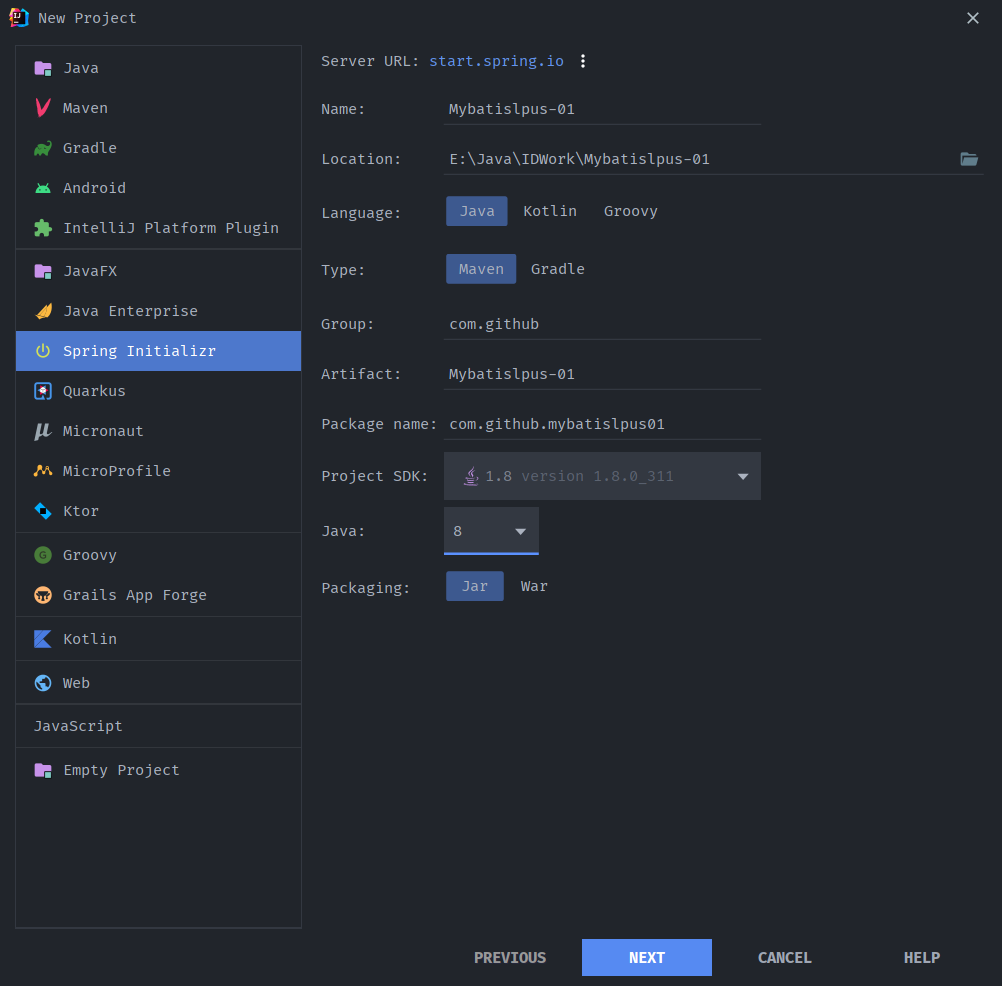 New Project
Java
Maven
Gradle
Android
IntelliJ Platform Plugin
JavaFX
Java Enterprise
Spring Initializr
Quarkus
Micronaut
MicroProfile
Ktor
Groovy
Grails App Forge
Kotlin
Web
JavaScript
Empty Project
Server URL: start.spring.io
Name: Mybatislpus-01
Location: E:\Java\IDWork\Mybatislpus-01
Language: Java Kotlin Groovy
Type: Maven Gradle
Group: com.github
Artifact: Mybatislpus-01
Package name: com.github.mybatislpus01
Project SDK: 1.8 version 1.8.0_311
Java: 8
Packaging: Jar War
PREVIOUS NEXT CANCEL HELP